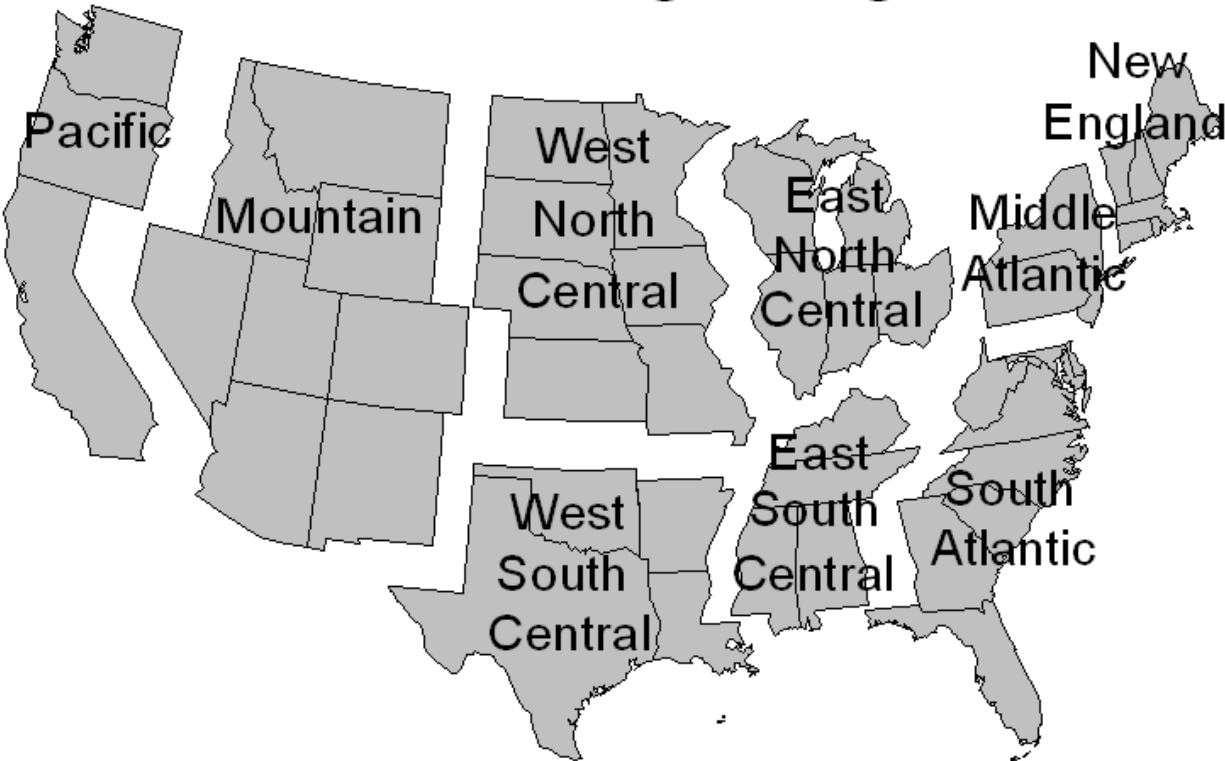 New
England
Pacific
West
North
Central
East
North
Central
Middle
Atlantic
Mountain
East
South
Central
South
Atlantic
West
South
Central